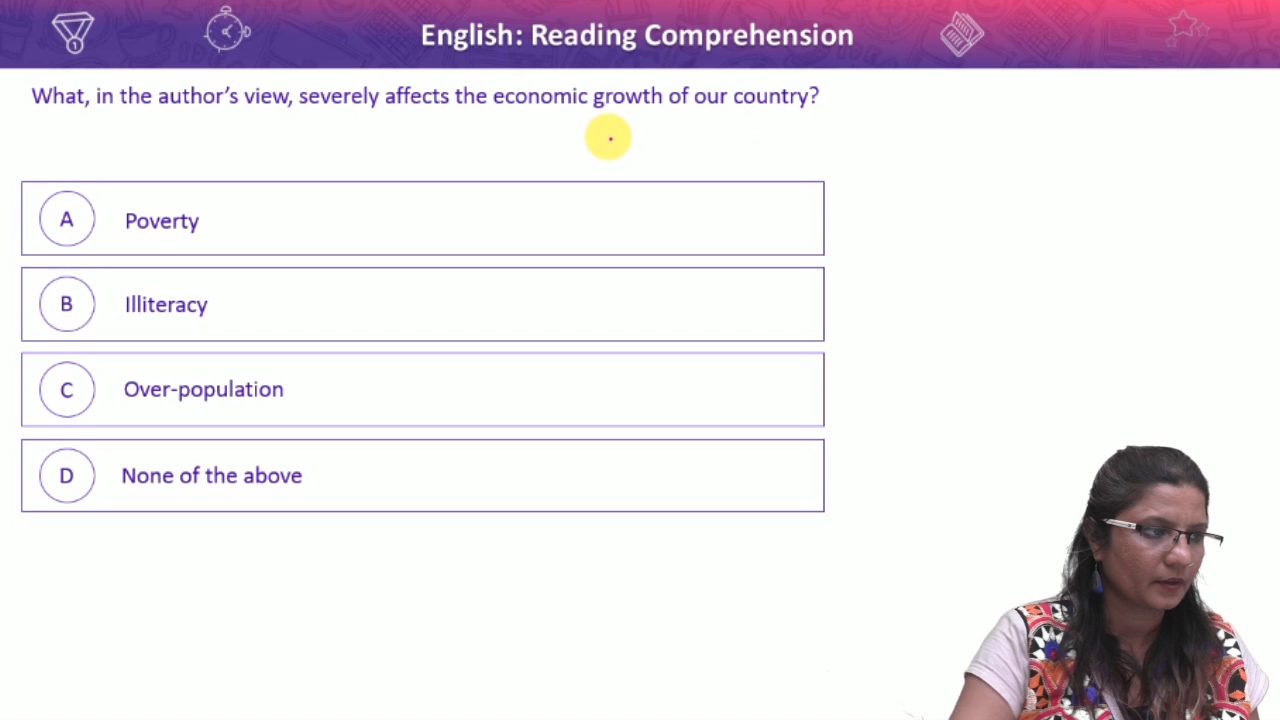 English: Reading Comprehension
What, in the author's view, severely affects the economic growth of our country?
A Poverty
B Illiteracy
C Over-population
D None of the above